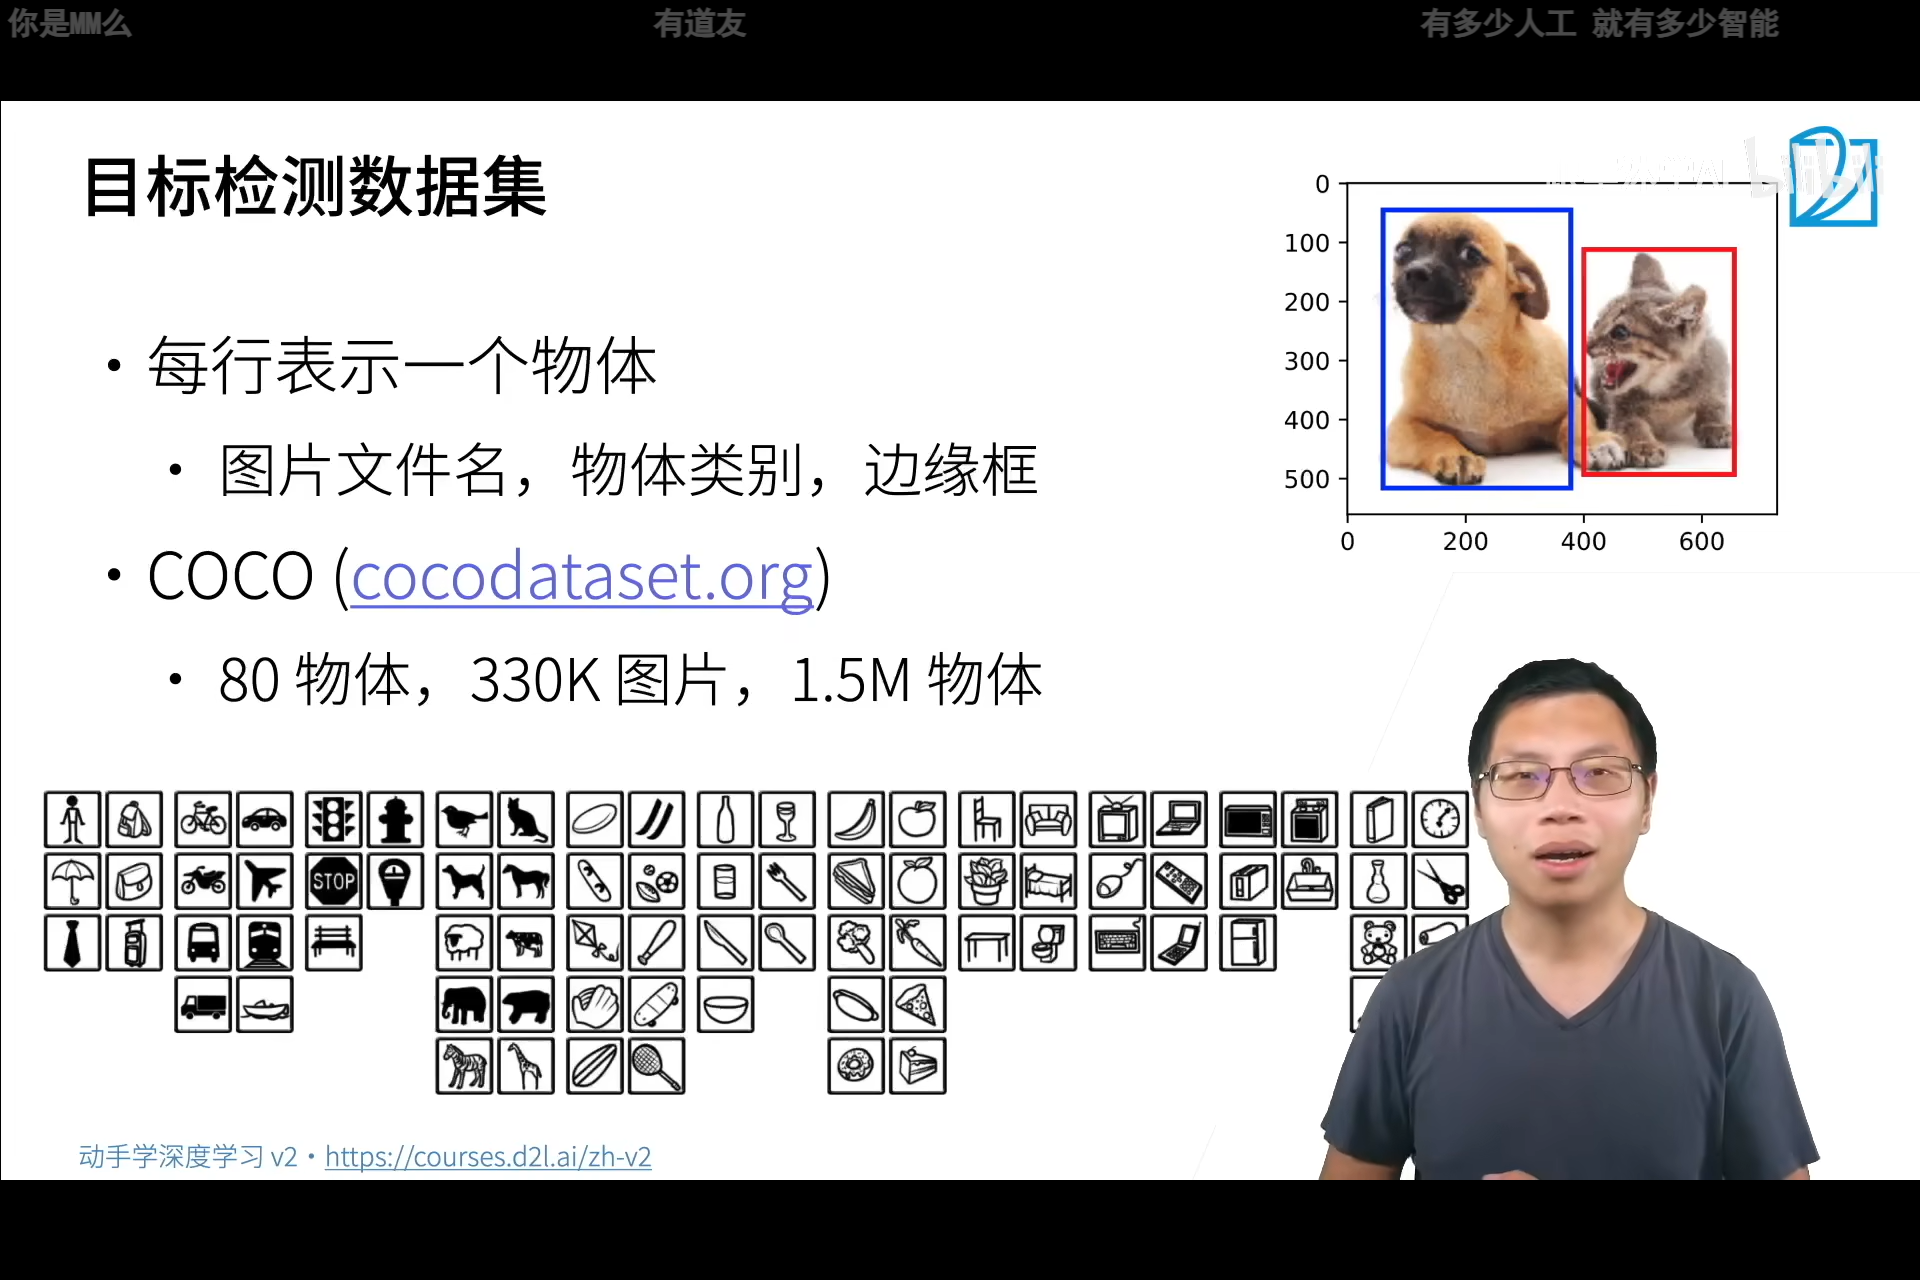 你是MM么
有道友
有多少人工 就有多少智能
目标检测数据集
• 每行表示一个物体
• 图片文件名，物体类别，边缘框
• COCO (cocodataset.org)
• 80 物体，330K 图片，1.5M 物体
0
100
200
300
400
500
0 200 400 600
bilibili
STOP
动手学深度学习 v2 • https://courses.d2l.ai/zh-v2